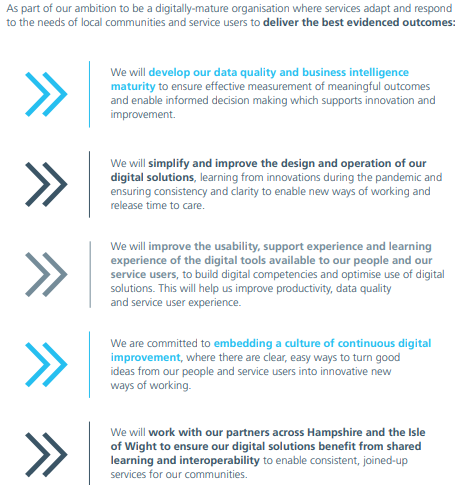 As part of our ambition to be a digitally-mature organisation where services adapt and respond
to the needs of local communities and service users to deliver the best evidenced outcomes:
We will develop our data quality and business intelligence
maturity to ensure effective measurement of meaningful outcomes
and enable informed decision making which supports innovation and
improvement.
We will simplify and improve the design and operation of our
digital solutions, learning from innovations during the pandemic and
ensuring consistency and clarity to enable new ways of working and
release time to care.
We will improve the usability, support experience and learning
experience of the digital tools available to our people and our
service users, to build digital competencies and optimise use of digital
solutions. This will help us improve productivity, data quality
and service user experience.
We are committed to embedding a culture of continuous digital
improvement, where there are clear, easy ways to turn good
ideas from our people and service users into innovative new
ways of working.
We will work with our partners across Hampshire and the Isle
of Wight to ensure our digital solutions benefit from shared
learning and interoperability to enable consistent, joined-up
services for our communities.